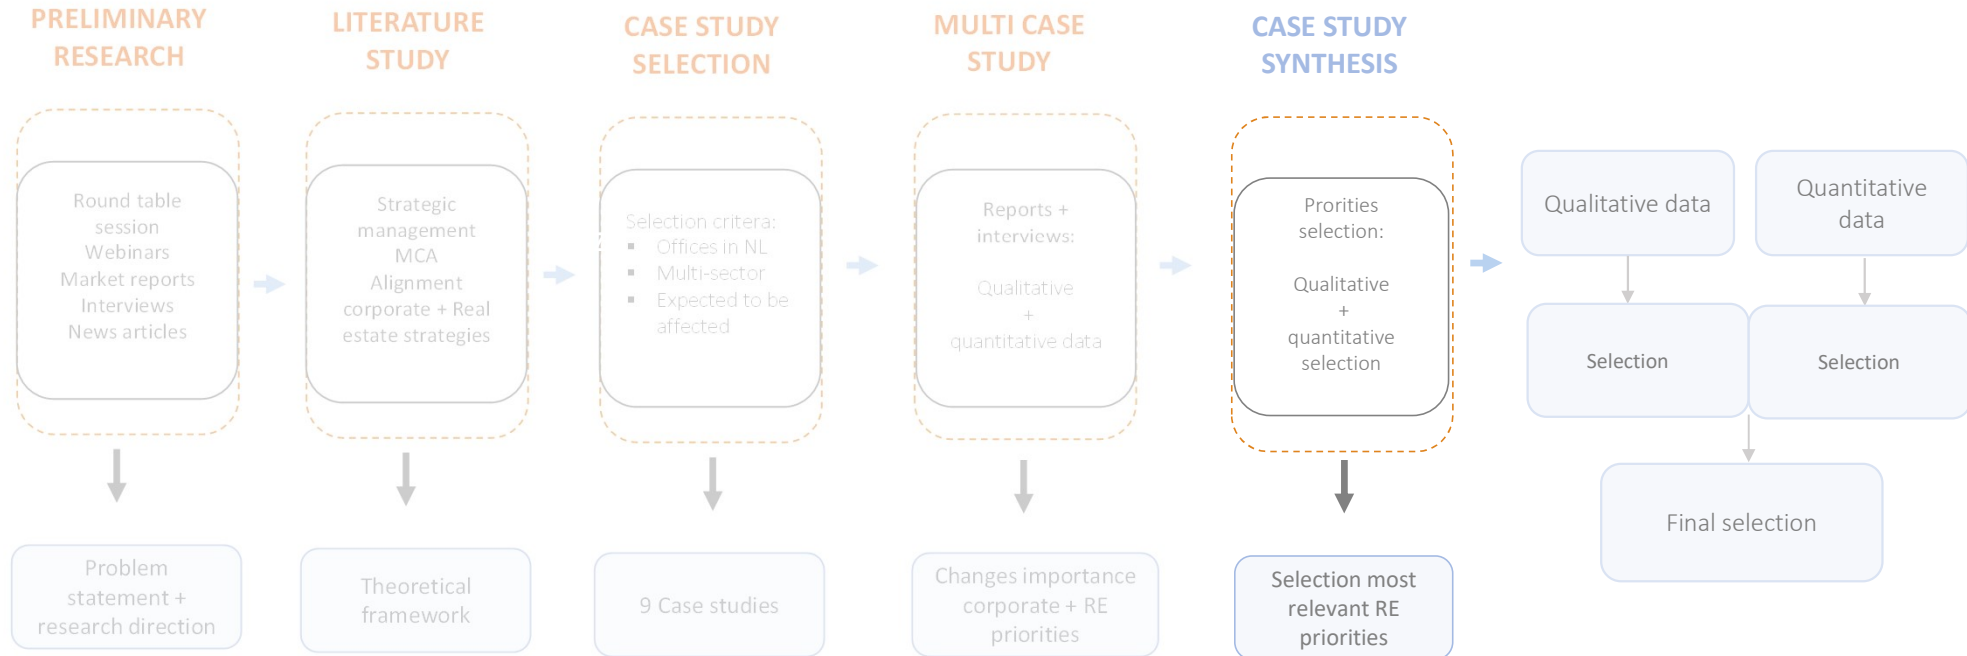 PRELIMINARY
RESEARCH
Round table
session
Webinars
Market reports
Interviews
News articles
Problem
statement +
research direction
LITERATURE
STUDY
Strategic
management
MCA
Alignment
corporate + Real
estate strategies
Theoretical
framework
CASE STUDY
SELECTION
Selection critera:
▪ Offices in NL
▪ Multi-sector
▪ Expected to be
affected
9 Case studies
MULTI CASE
STUDY
Reports +
interviews:
Qualitative
+
quantitative data
Changes importance
corporate + RE
priorities
CASE STUDY
SYNTHESIS
Prorities
selection:
Qualitative
+
quantitative
selection
Selection most
relevant RE
priorities
Qualitative data
Quantitative
data
Selection
Selection
Final selection